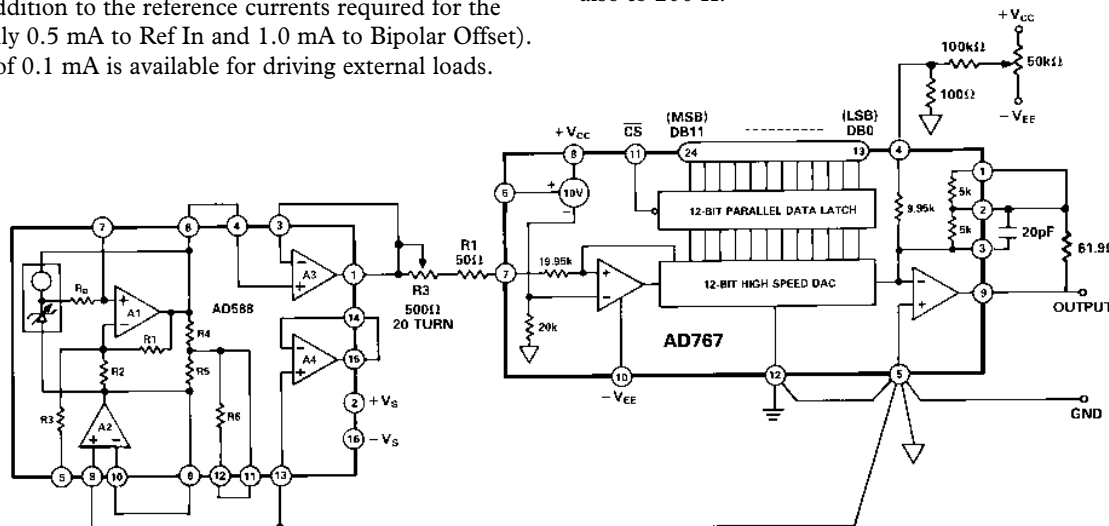 ddition to the reference currents required for the
ly 0.5 mA to Ref In and 1.0 mA to Bipolar Offset).
of 0.1 mA is available for driving external loads.
+VCC
100kΩ
50kΩ
100Ω
−VEE
+VCC
CS
(MSB)
DB11
(LSB)
DB0
8
11
24
13
4
1
6
+
10V
−
5k
12-BIT PARALLEL DATA LATCH
9.95k
2
5k
20pF
3
61.9
7
6
4
3
R1
50Ω
7
19.95k
+
−
12-BIT HIGH SPEED DAC
−
+
9
OUTPUT
RB
+
A1
−
AD588
−
A3
+
1
R3
500Ω
20 TURN
R4
R1
14
20k
AD767
R2
R5
−
A4
+
15
10
−VEE
12
5
R3
A2
+
−
R6
2
+VS
16
−VS
GND
5
9
10
8
12
11
13